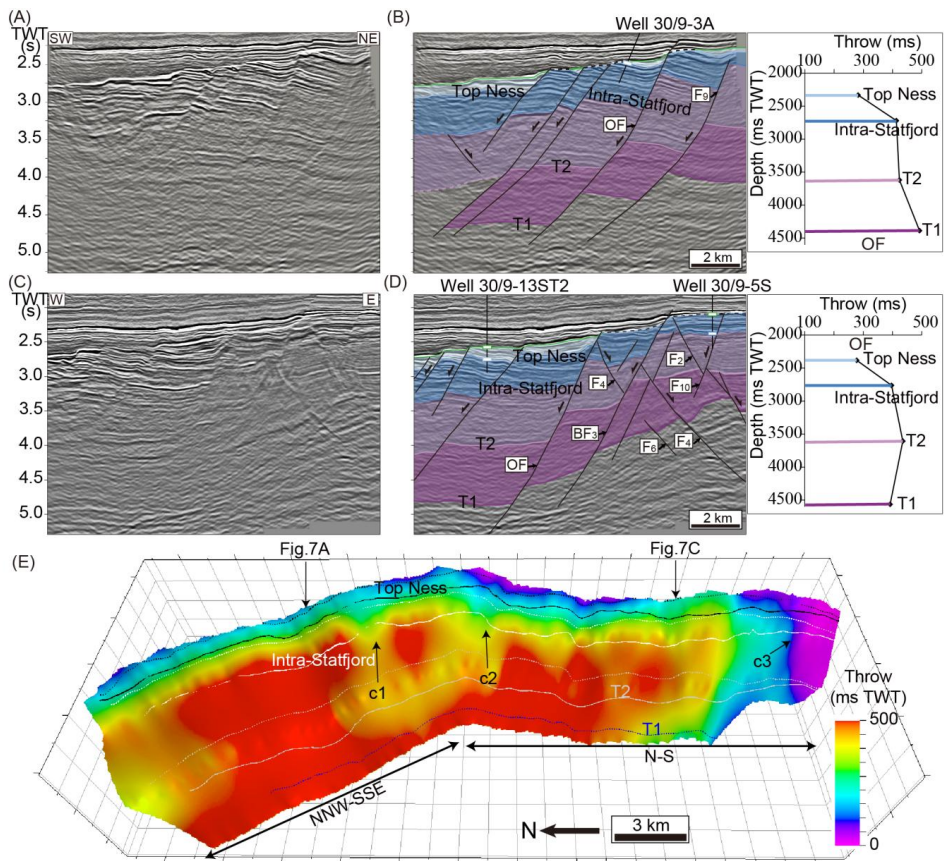 (A)
TWT
(s)
SW
NE
2.5
3.0
3.5
4.0
4.5
5.0
(B)
Well 30/9-3A
Top Ness
Intra-Statfjord
F9
OF
T2
T1
2 km
Throw (ms)
100 200 300 400 500
2000
2500
3000
3500
4000
4500
Depth (ms TWT)
Top Ness
Intra-Statfjord
T2
T1
OF
(C)
TWT
(s)
W
E
2.5
3.0
3.5
4.0
4.5
5.0
(D)
Well 30/9-13ST2
Well 30/9-5S
Top Ness
Intra-Statfjord
F2
F4
F10
T2
BF3
F6
F4
OF
T1
2 km
Throw (ms)
100 200 300 400 500
2000
2500
3000
3500
4000
4500
Depth (ms TWT)
OF
Top Ness
Intra-Statfjord
T2
T1
(E)
Fig.7A
Fig.7C
Top Ness
Intra-Statfjord
c1
c2
c3
T2
T1
NNW-SSE
N-S
N
3 km
Throw
(ms TWT)
500
0